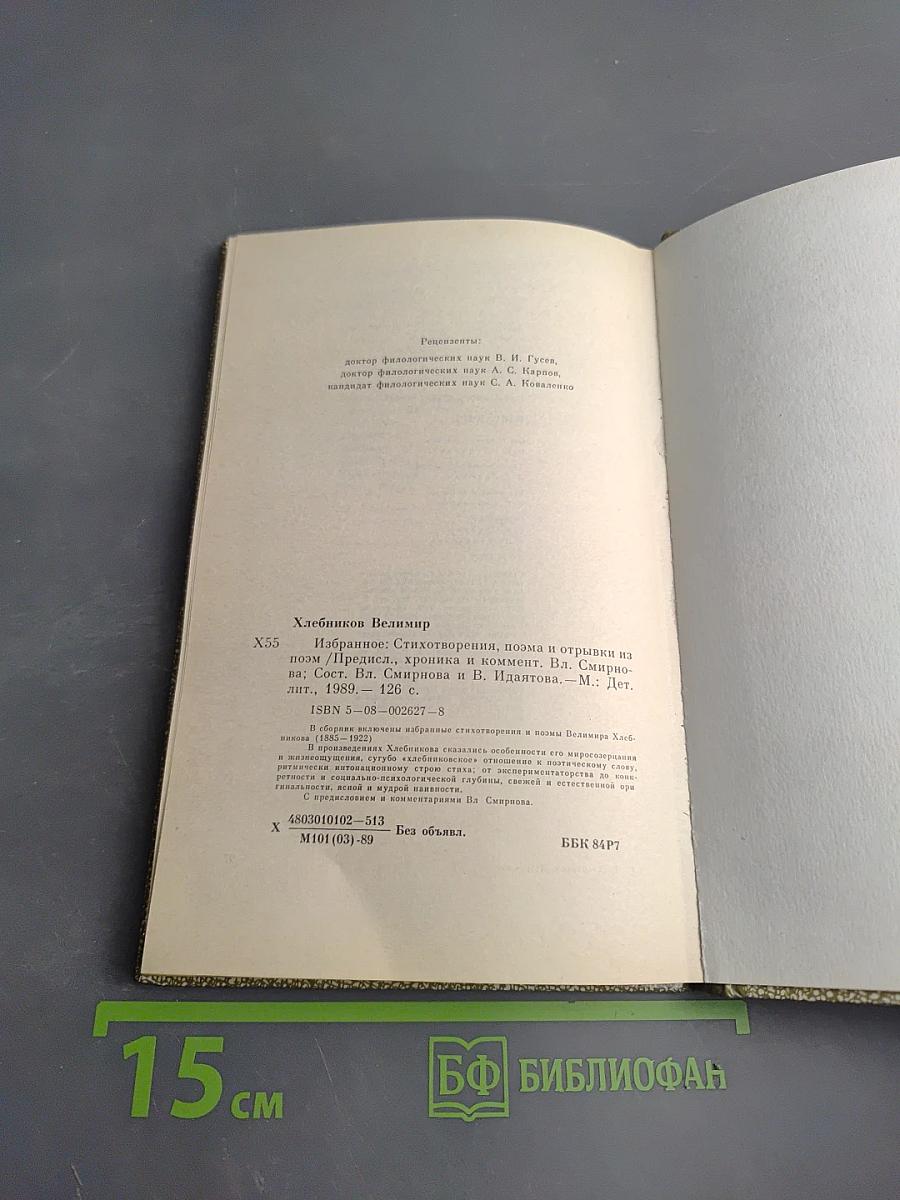 Рецензенты:
доктор филологических наук В. И. Гусев,
доктор филологических наук А. С. Карпов,
кандидат филологических наук С. А. Коваленко
Хлебников Велимир
Х55 Избранное: Стихотворения, поэма и отрывки из
поэм /Предисл., хроника и коммент. Вл. Смирно-
ва; Сост. Вл. Смирнова и В. Идаятова.—М.: Дет.
лит., 1989.— 126 с.
ISBN 5—08—002627—8
В сборник включены избранные стихотворения и поэмы Велимира Хлеб-
никова (1885—1922)
В произведениях Хлебникова сказались особенности его миросозерцания
и жизнеощущения, сугубо «хлебниковское» отношение к поэтическому слову,
ритмически интонационному строю стиха; от экспериментаторства до конк-
ретности и социально-психологической глубины, свежей и естественной ори
гинальности, ясной и мудрой наивности.
С предисловием и комментариями Вл Смирнова.
Х 4803010102—513 Без объявл.
М101(03)-89
ББК 84Р7
15 см БФ БИБЛИОФАН